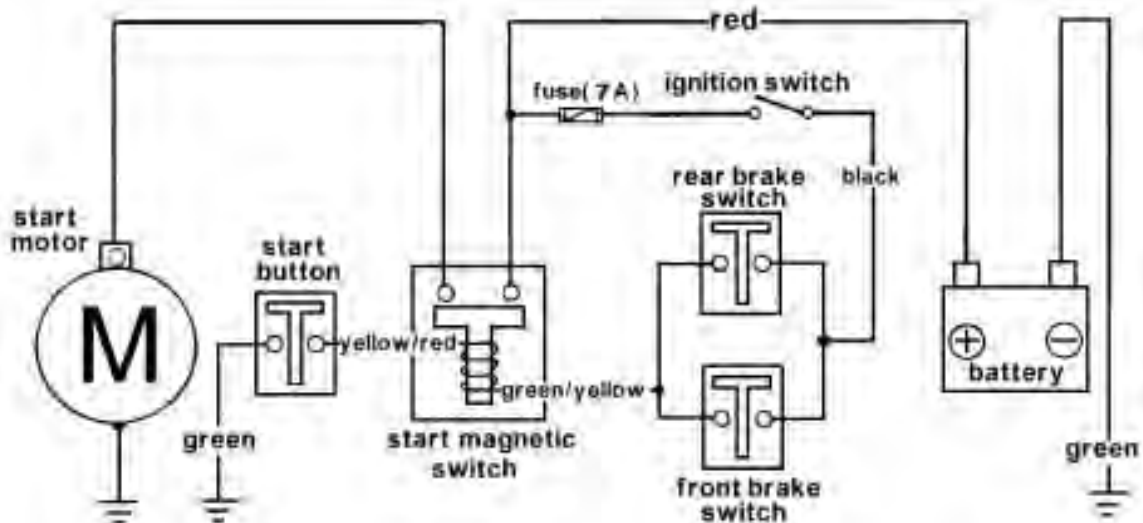 red
fuse( 7A)
ignition switch
rear brake
switch
black
start
motor
start
button
M
yellow/red
green/yellow
battery
green
start magnetic
switch
front brake
switch
green